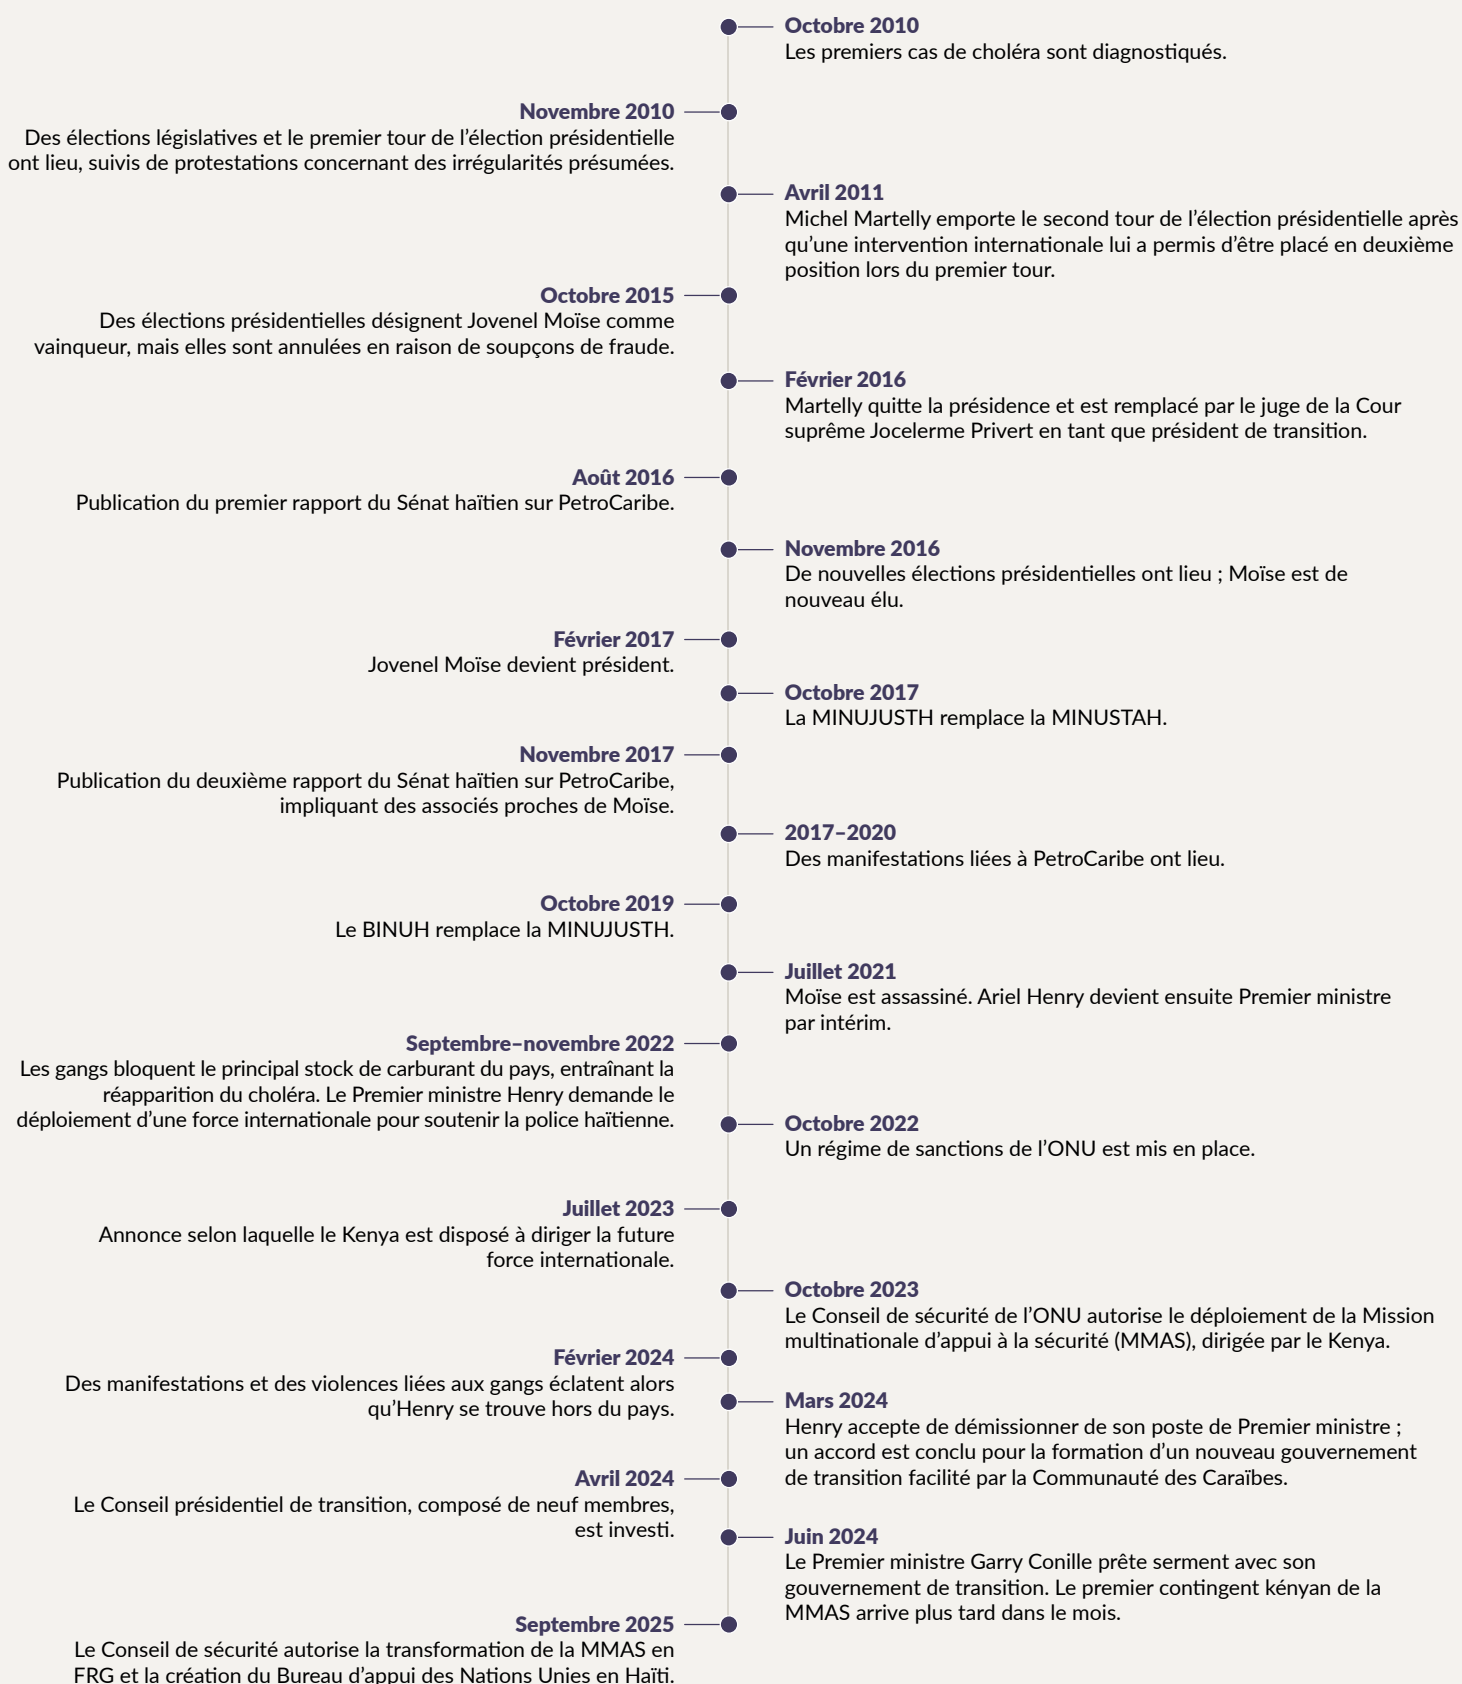 Octobre 2010
Les premiers cas de choléra sont diagnostiqués.
Novembre 2010
Des élections législatives et le premier tour de l’élection présidentielle
ont lieu, suivis de protestations concernant des irrégularités présumées.
Avril 2011
Michel Martelly emporte le second tour de l’élection présidentielle après
qu’une intervention internationale lui a permis d’être placé en deuxième
position lors du premier tour.
Octobre 2015
Des élections présidentielles désignent Jovenel Moïse comme
vainqueur, mais elles sont annulées en raison de soupçons de fraude.
Février 2016
Martelly quitte la présidence et est remplacé par le juge de la Cour
suprême Jocelerme Privert en tant que président de transition.
Août 2016
Publication du premier rapport du Sénat haïtien sur PetroCaribe.
Novembre 2016
De nouvelles élections présidentielles ont lieu ; Moïse est de
nouveau élu.
Février 2017
Jovenel Moïse devient président.
Octobre 2017
La MINUJUSTH remplace la MINUSTAH.
Novembre 2017
Publication du deuxième rapport du Sénat haïtien sur PetroCaribe,
impliquant des associés proches de Moïse.
2017–2020
Des manifestations liées à PetroCaribe ont lieu.
Octobre 2019
Le BINUH remplace la MINUJUSTH.
Juillet 2021
Moïse est assassiné. Ariel Henry devient ensuite Premier ministre
par intérim.
Septembre–novembre 2022
Les gangs bloquent le principal stock de carburant du pays, entraînant la
réapparition du choléra. Le Premier ministre Henry demande le
déploiement d’une force internationale pour soutenir la police haïtienne.
Octobre 2022
Un régime de sanctions de l’ONU est mis en place.
Juillet 2023
Annonce selon laquelle le Kenya est disposé à diriger la future
force internationale.
Octobre 2023
Le Conseil de sécurité de l’ONU autorise le déploiement de la Mission
multinationale d’appui à la sécurité (MMAS), dirigée par le Kenya.
Février 2024
Des manifestations et des violences liées aux gangs éclatent alors
qu’Henry se trouve hors du pays.
Mars 2024
Henry accepte de démissionner de son poste de Premier ministre ;
un accord est conclu pour la formation d’un nouveau gouvernement
de transition facilité par la Communauté des Caraïbes.
Avril 2024
Le Conseil présidentiel de transition, composé de neuf membres,
est investi.
Juin 2024
Le Premier ministre Garry Conille prête serment avec son
gouvernement de transition. Le premier contingent kényan de la
MMAS arrive plus tard dans le mois.
Septembre 2025
Le Conseil de sécurité autorise la transformation de la MMAS en
FRG et la création du Bureau d’appui des Nations Unies en Haïti.